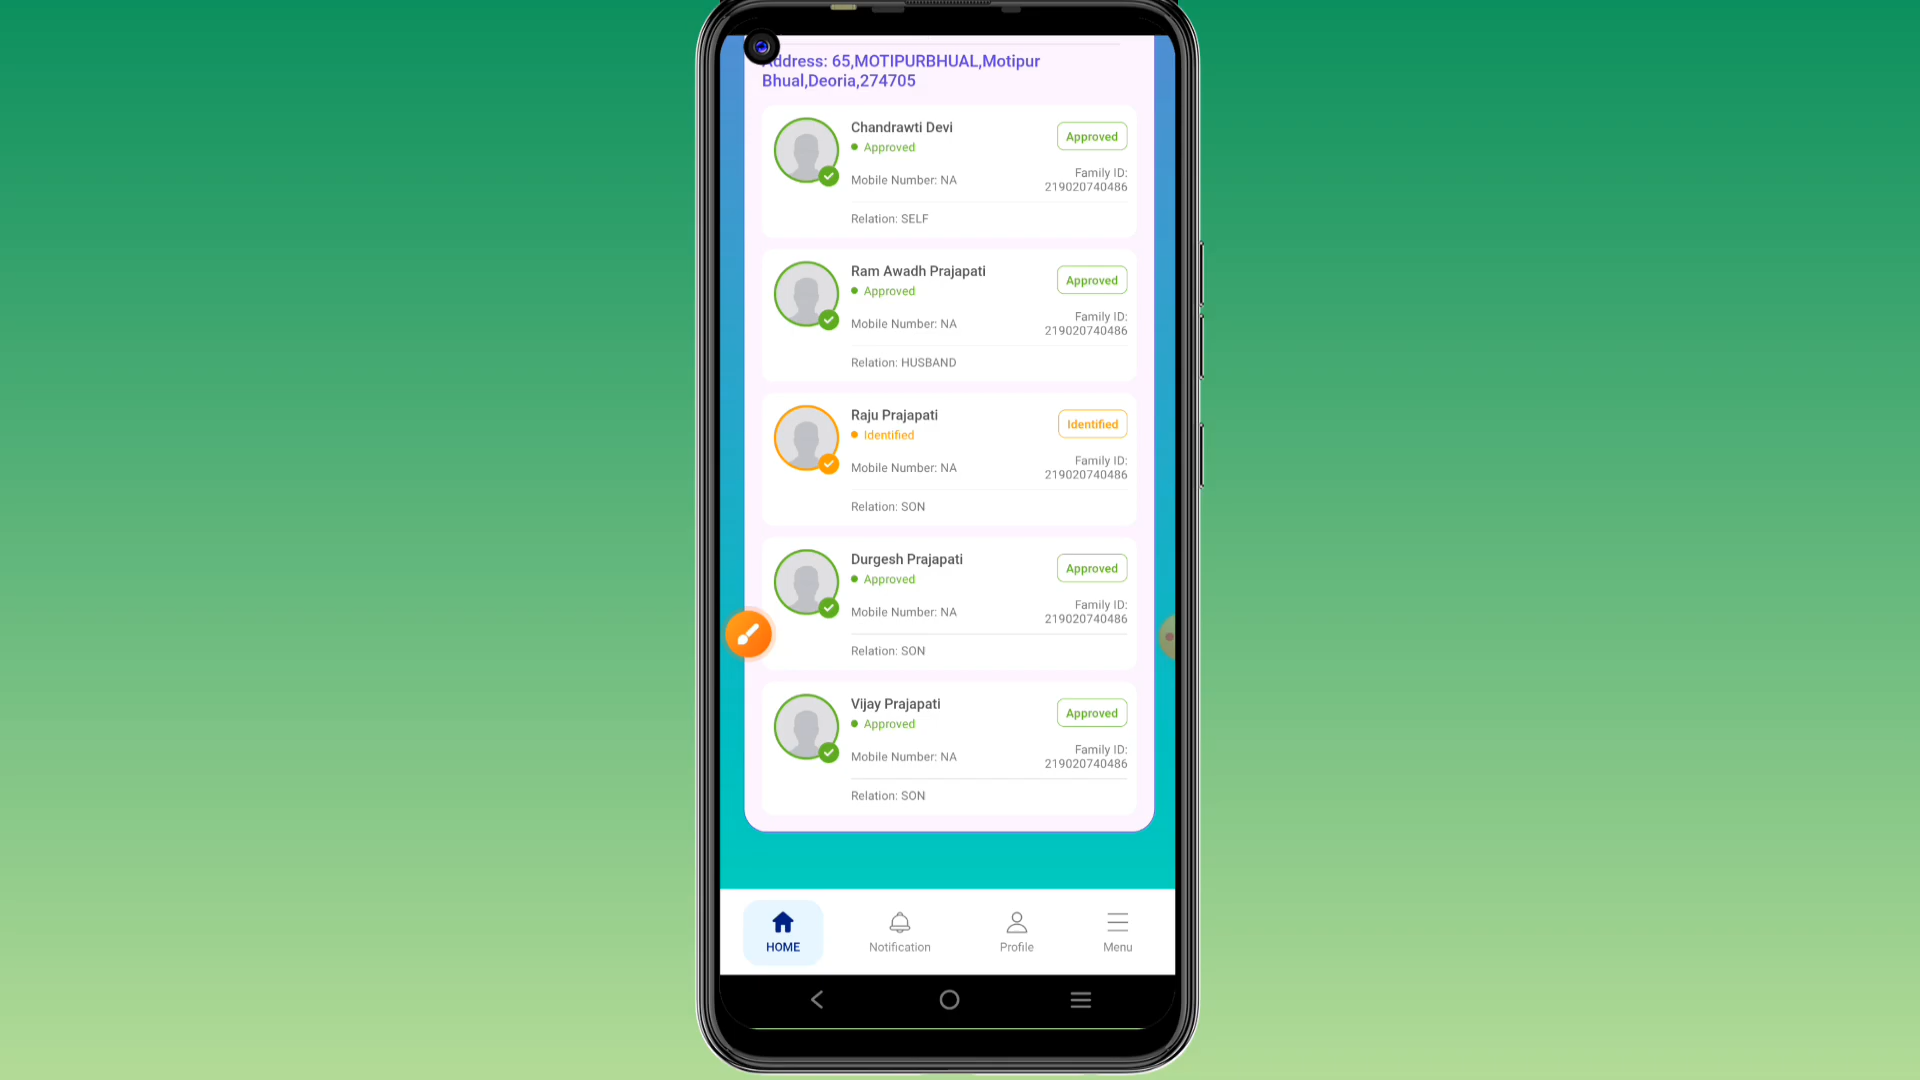 Address: 65,MOTIPURBHUAL,Motipur
Bhual,Deoria,274705
Chandrawti Devi
Approved
Approved
Mobile Number: NA
Family ID:
219020740486
Relation: SELF
Ram Awadh Prajapati
Approved
Approved
Mobile Number: NA
Family ID:
219020740486
Relation: HUSBAND
Raju Prajapati
Identified
Identified
Mobile Number: NA
Family ID:
219020740486
Relation: SON
Durgesh Prajapati
Approved
Approved
Mobile Number: NA
Family ID:
219020740486
Relation: SON
Vijay Prajapati
Approved
Approved
Mobile Number: NA
Family ID:
219020740486
Relation: SON
HOME
Notification
Profile
Menu